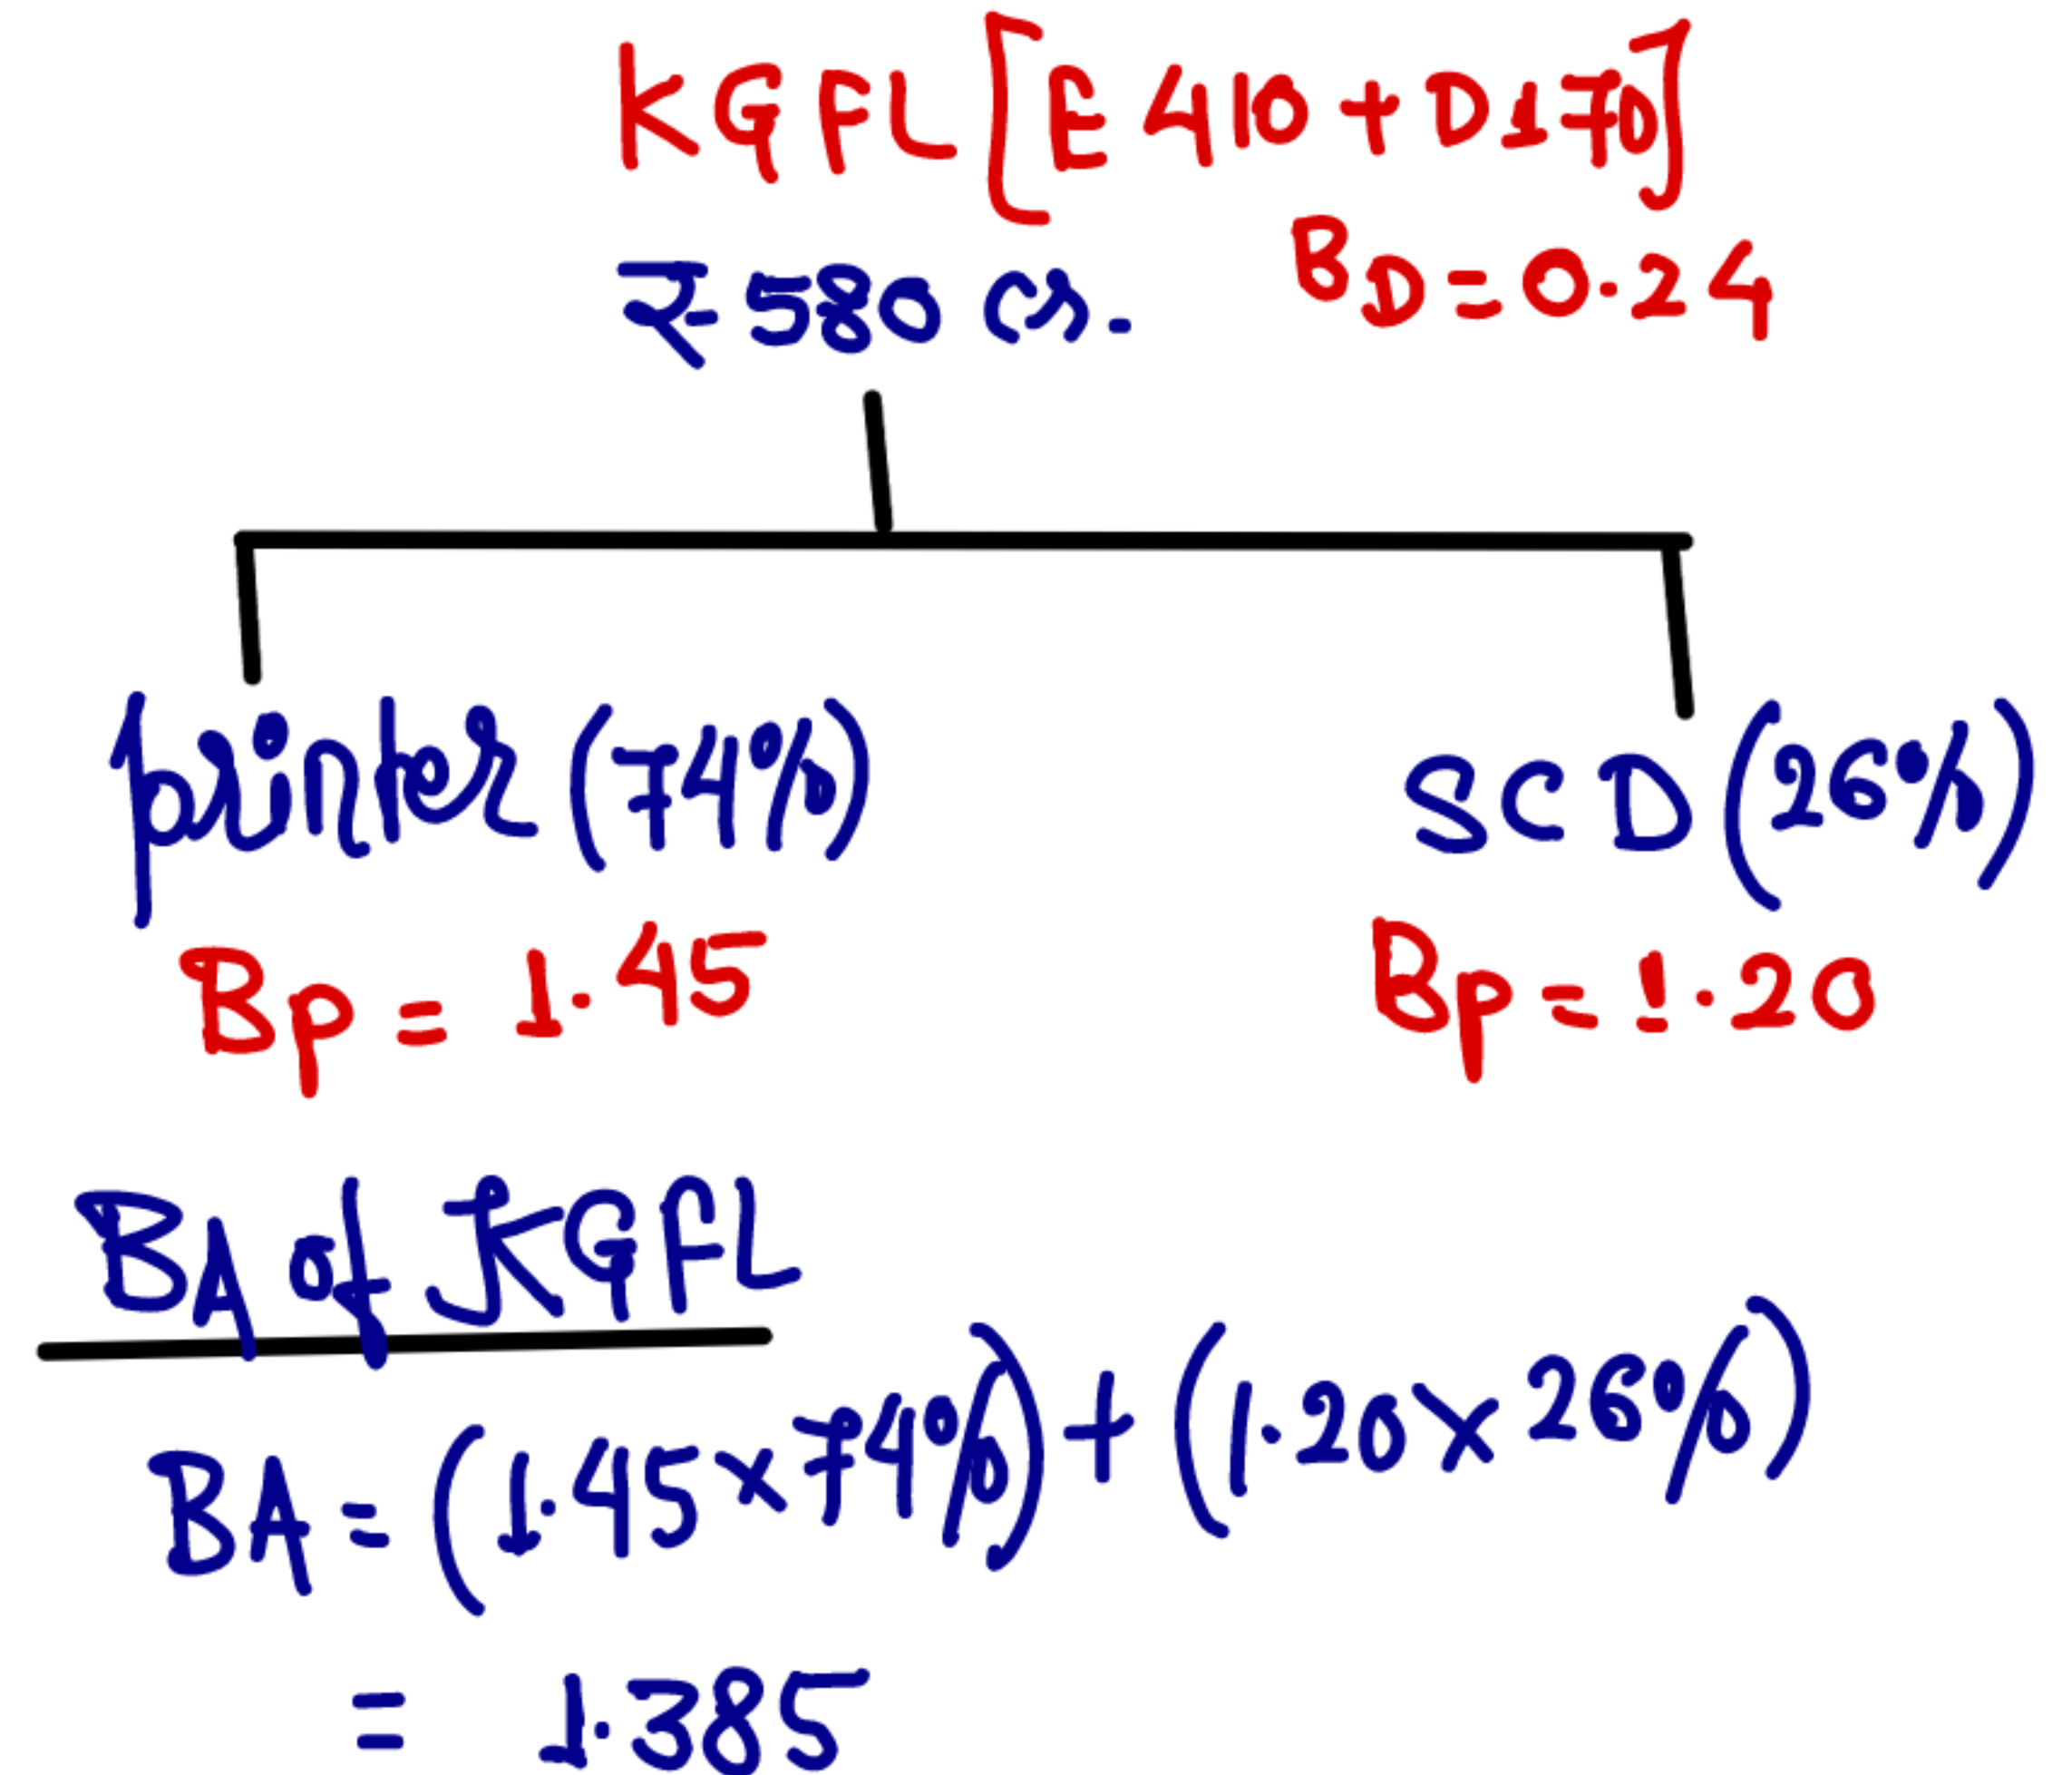 KGFL [E 410 + D170]
₹ 580 cr. BD = 0.24
printer (74%) SCD (26%)
Bp = 1.45 Bp = 1.20
BA of KGFL
BA = (1.45 x 74%) + (1.20 x 26%)
= 1.385